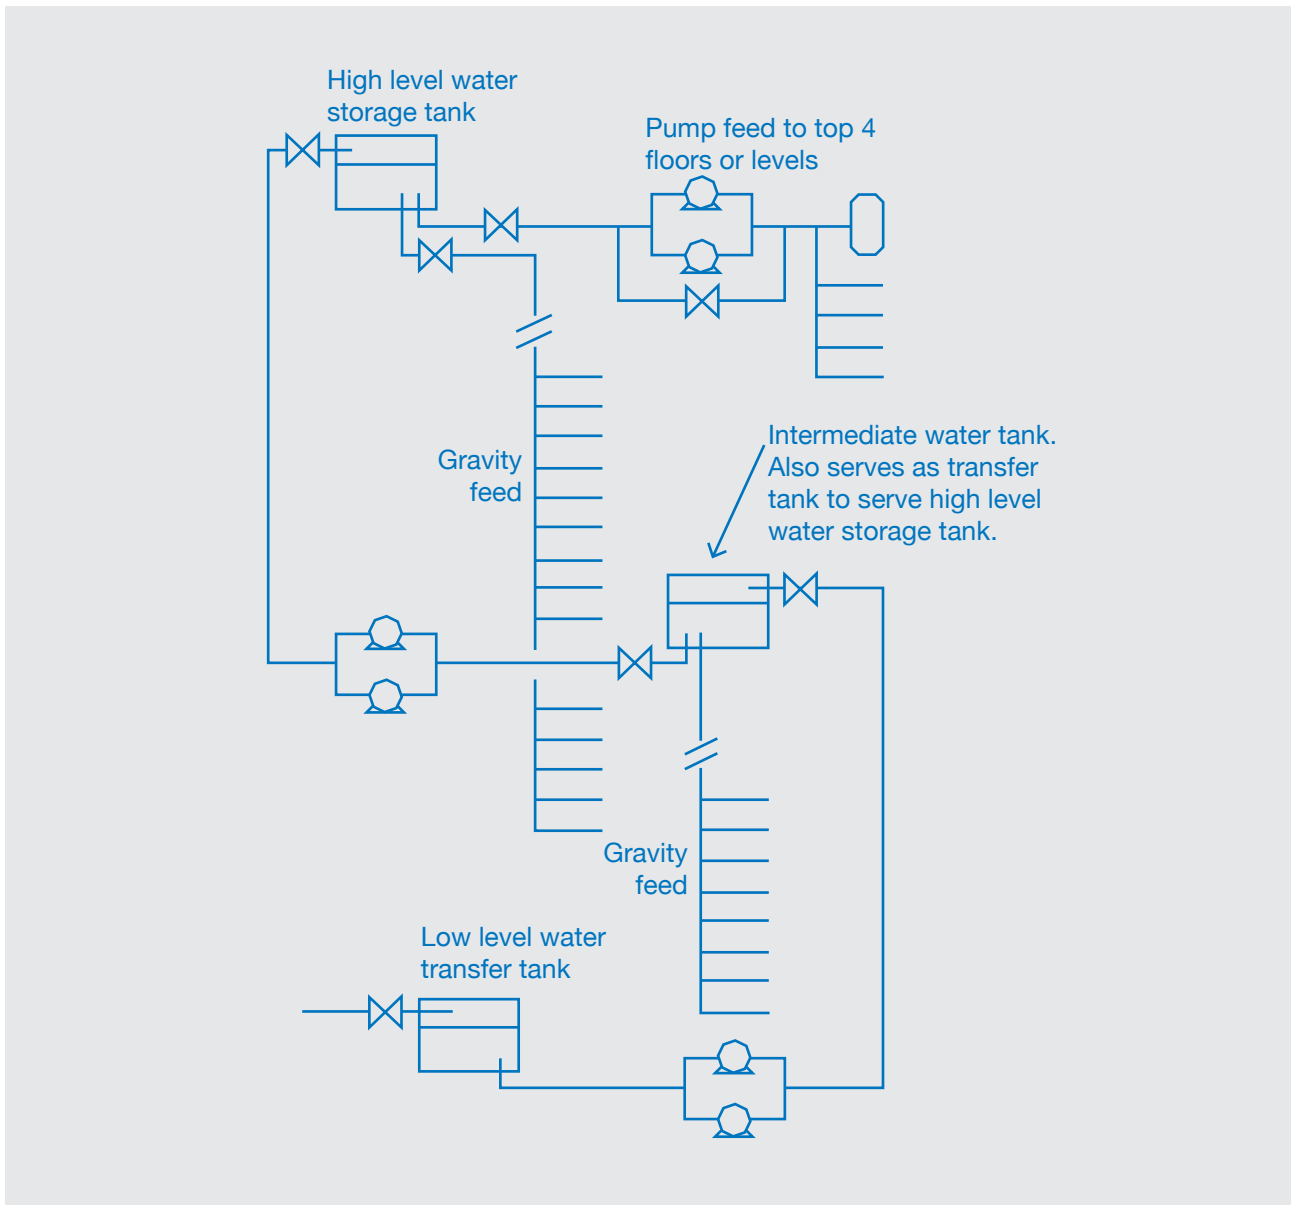 High level water
storage tank
Pump feed to top 4
floors or levels
Gravity
feed
Intermediate water tank.
Also serves as transfer
tank to serve high level
water storage tank.
Gravity
feed
Low level water
transfer tank